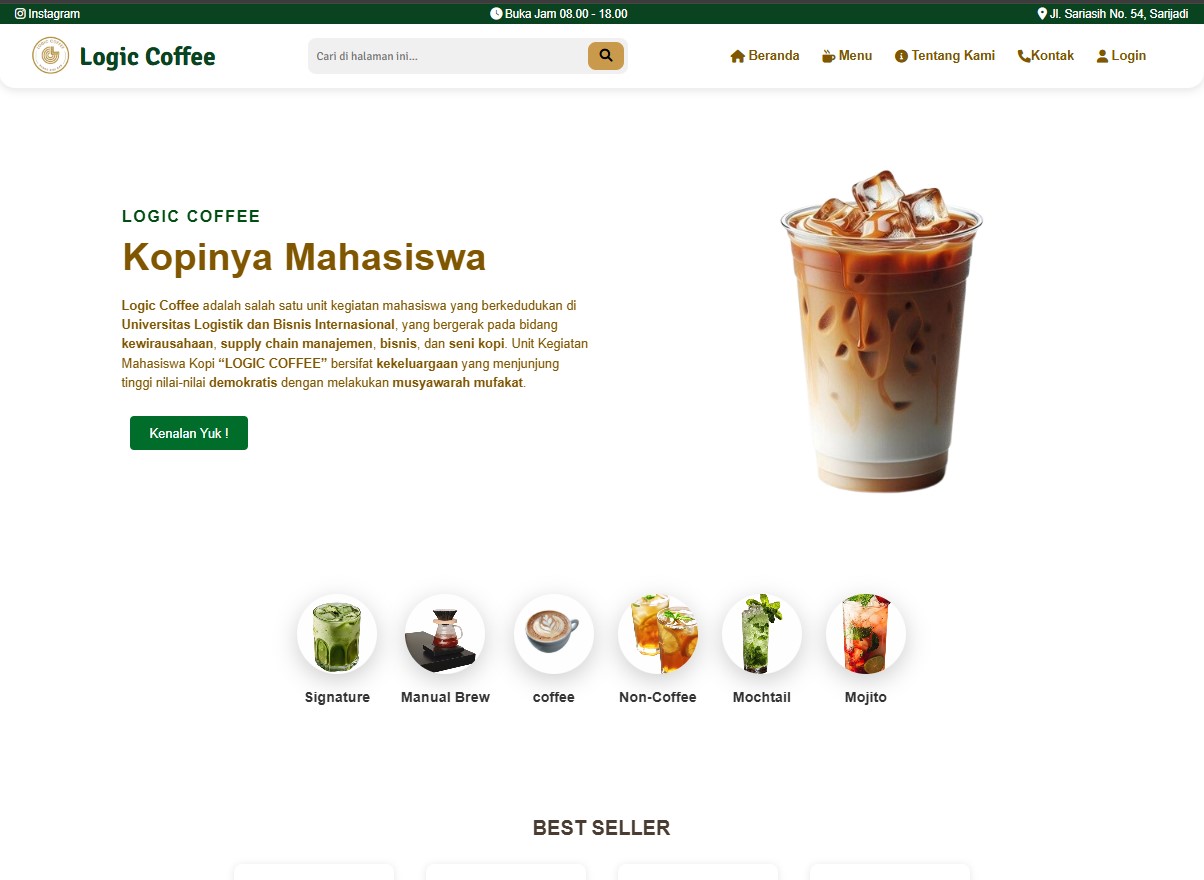 Instagram
Buka Jam 08.00 - 18.00
Jl. Sariasih No. 54, Sarijadi
Logic Coffee
Cari di halaman ini...
Beranda
Menu
Tentang Kami
Kontak
Login
LOGIC COFFEE
Kopinya Mahasiswa
Logic Coffee adalah salah satu unit kegiatan mahasiswa yang berkedudukan di
Universitas Logistik dan Bisnis Internasional, yang bergerak pada bidang
kewirausahaan, supply chain manajemen, bisnis, dan seni kopi. Unit Kegiatan
Mahasiswa Kopi “LOGIC COFFEE” bersifat kekeluargaan yang menjunjung
tinggi nilai-nilai demokratis dengan melakukan musyawarah mufakat.
Kenalan Yuk !
Signature
Manual Brew
coffee
Non-Coffee
Mochtail
Mojito
BEST SELLER